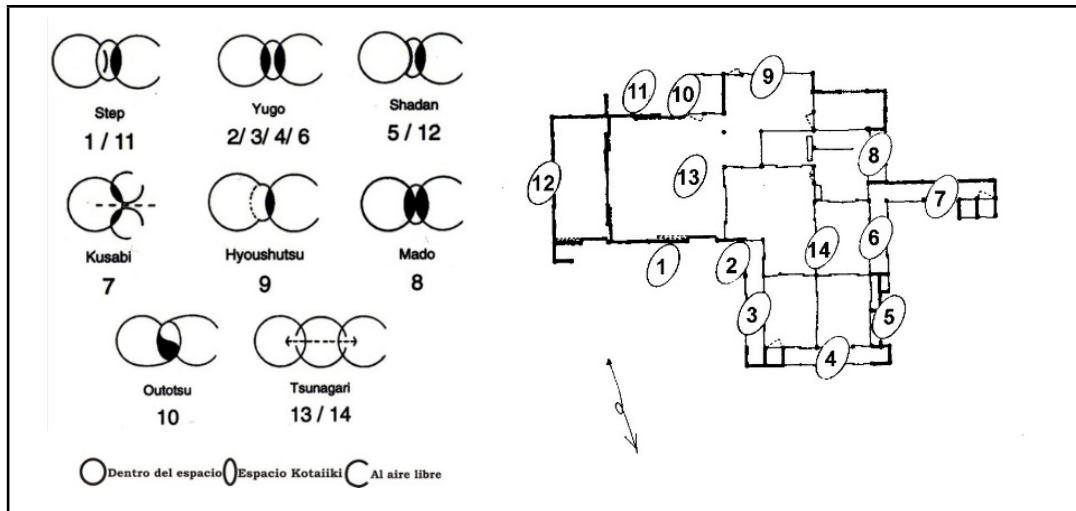 Step Yugo Shadan
1 / 11 2/ 3/ 4/ 6 5 / 12
Kusabi Hyoushutsu Mado
7 9 8
Outotsu Tsunagari
10 13 / 14
Dentro del espacio Espacio Kotaiiki Al aire libre
9
11 10
8
12 13
7
6
14
1 2
3 5
4